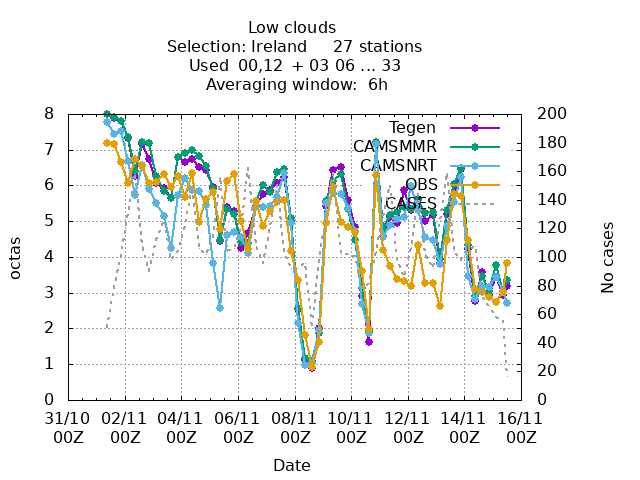 Low clouds
Selection: Ireland 27 stations
Used 00,12 + 03 06 ... 33
Averaging window: 6h
8
7
6
5
4
3
2
1
0
octas
200
180
160
140
120
100
80
60
40
20
0
No cases
Tegen
CAMSMMR
CAMSNRT
OBS
CASES
31/10 02/11 04/11 06/11 08/11 10/11 12/11 14/11 16/11
00Z 00Z 00Z 00Z 00Z 00Z 00Z 00Z 00Z
Date